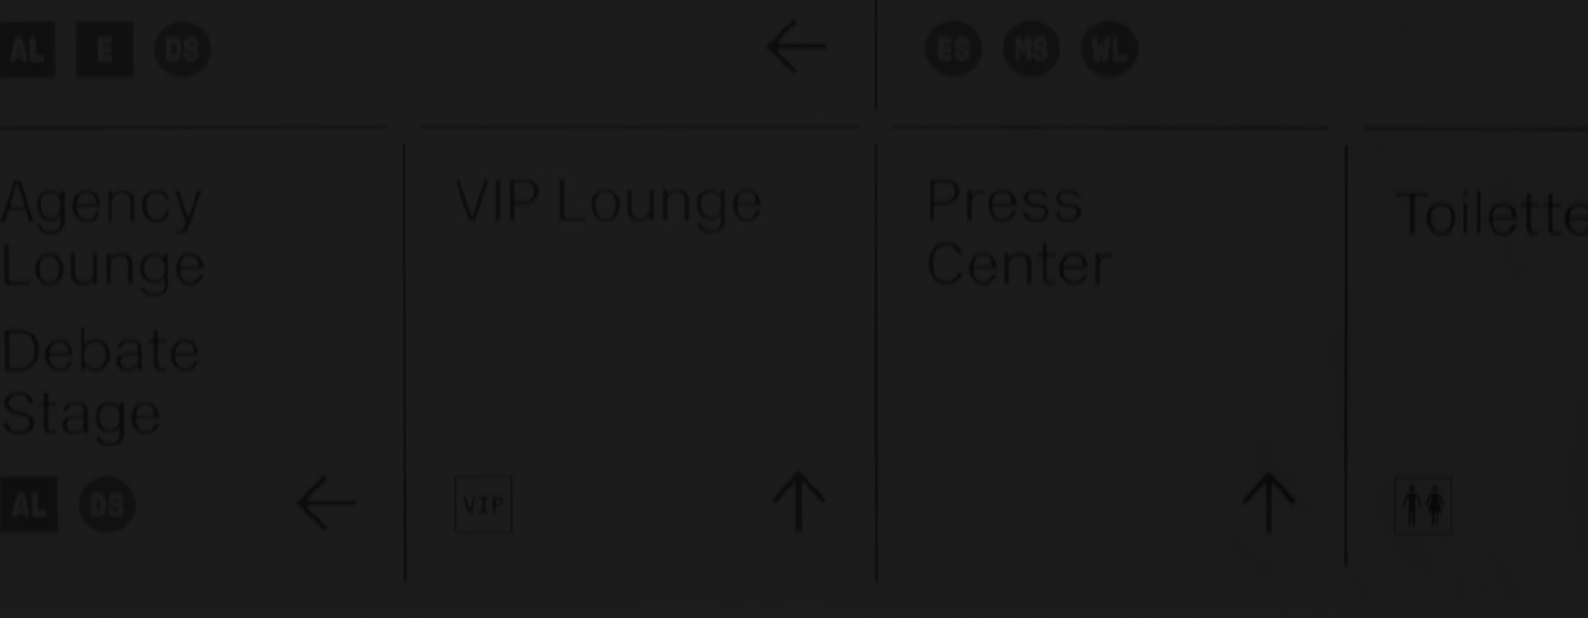 AL E DS
ES MS WL
Agency
Lounge
Debate
Stage
AL DS
VIP Lounge
VIP
Press
Center
Toilette